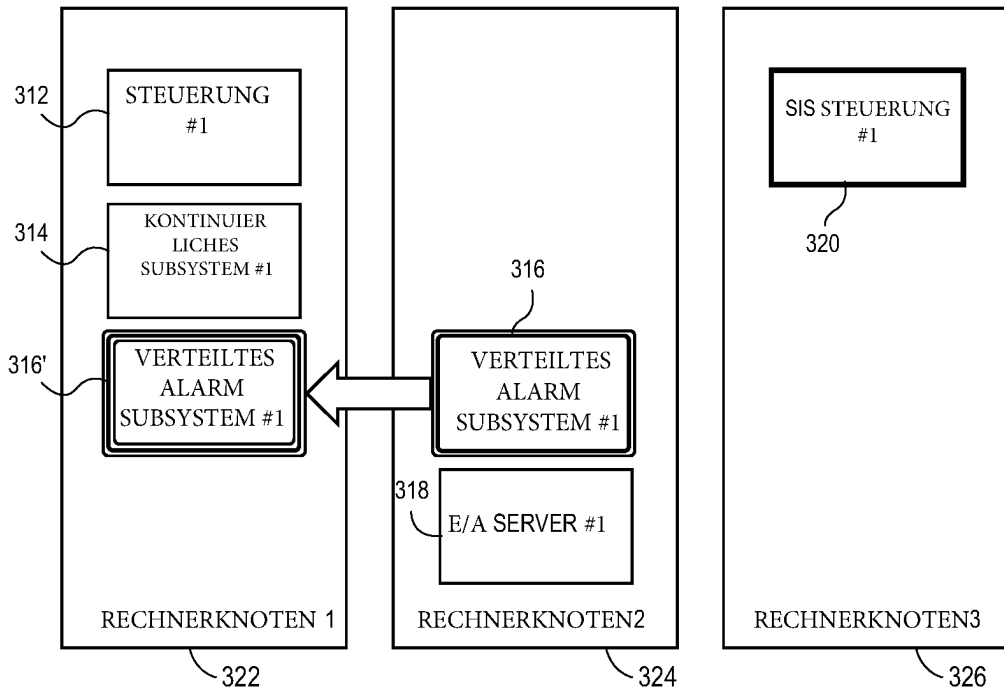 312
STEUERUNG
#1
314
KONTINUIER
LICHES
SUBSYSTEM #1
316'
VERTEILTES
ALARM
SUBSYSTEM #1
RECHNERKNOTEN 1
322
316
VERTEILTES
ALARM
SUBSYSTEM #1
318
E/A SERVER #1
RECHNERKNOTEN2
324
SIS STEUERUNG
#1
320
RECHNERKNOTEN3
326